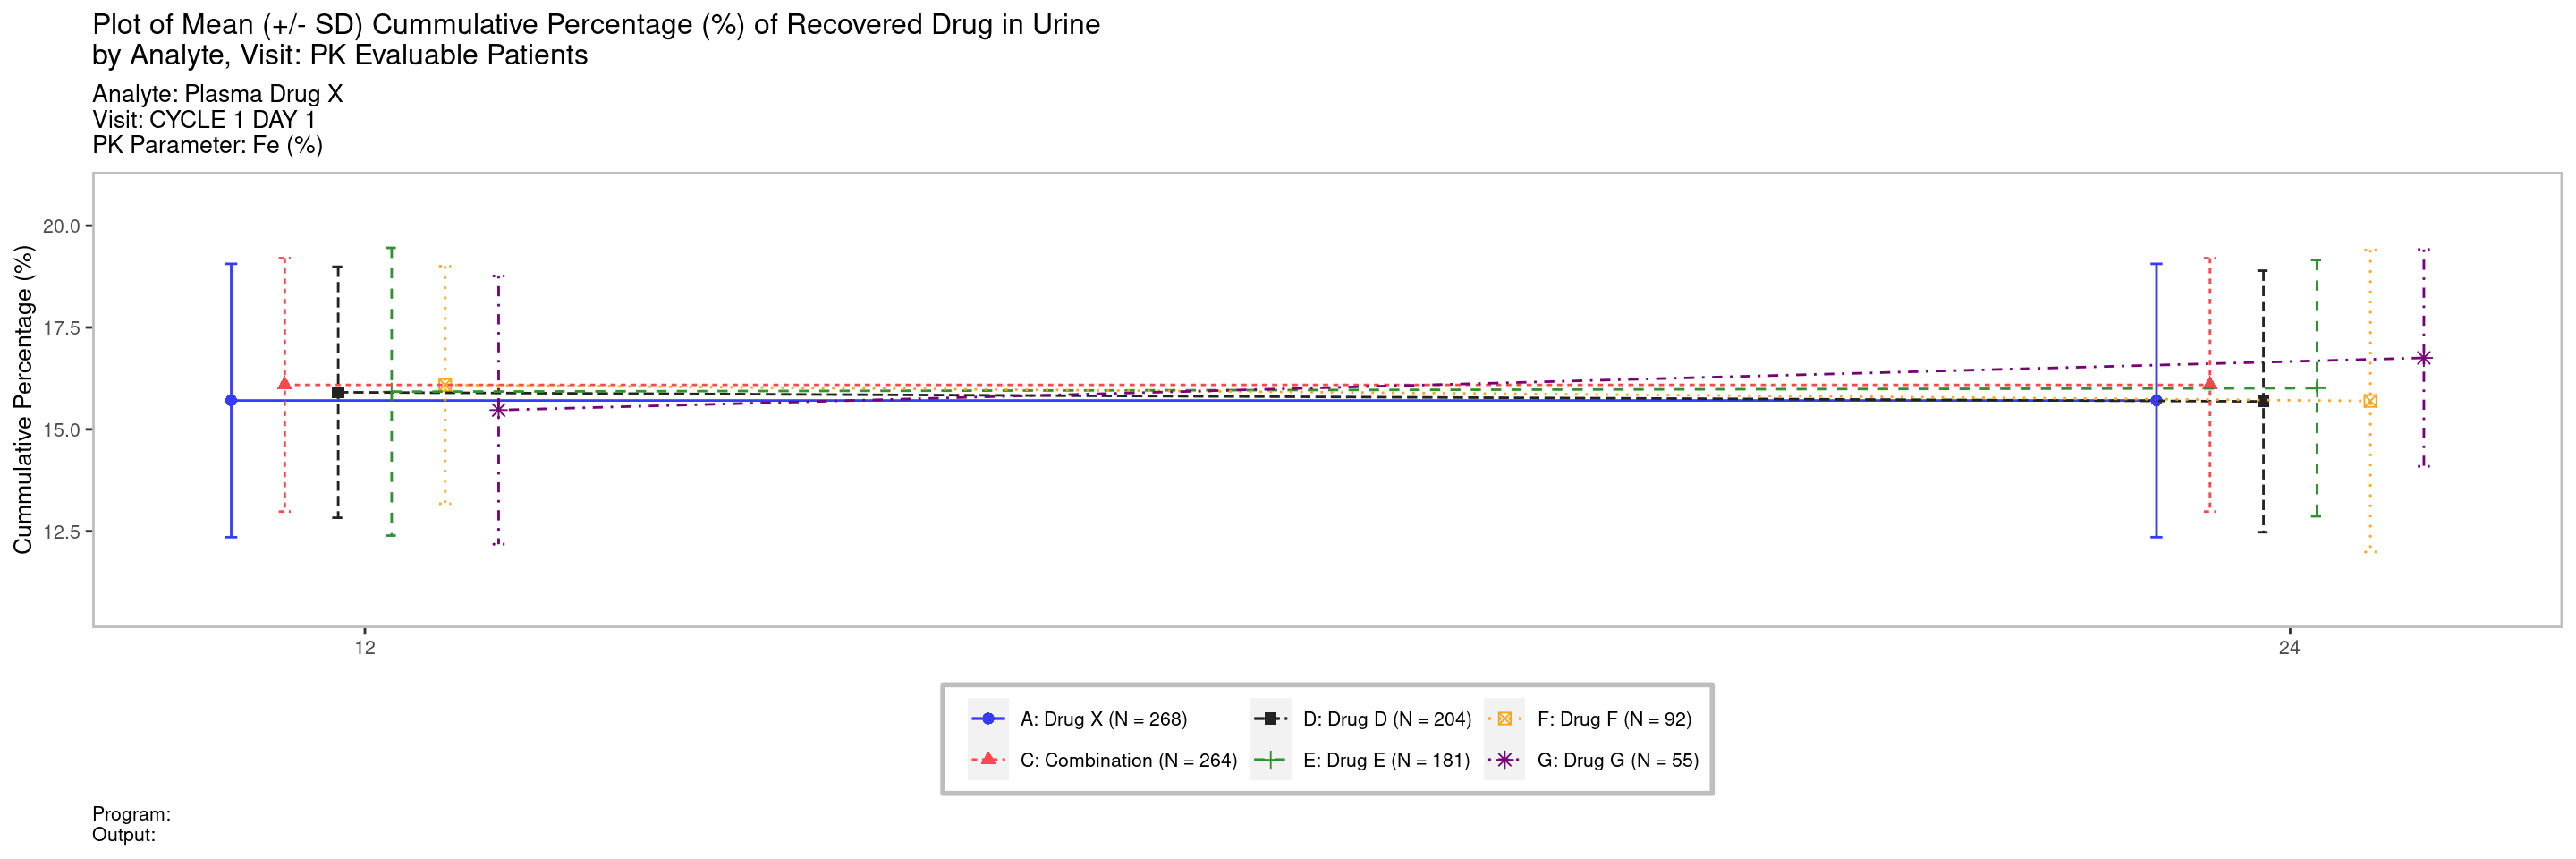 Plot of Mean (+/- SD) Cummulative Percentage (%) of Recovered Drug in Urine
by Analyte, Visit: PK Evaluable Patients
Analyte: Plasma Drug X
Visit: CYCLE 1 DAY 1
PK Parameter: Fe (%)
Cummulative Percentage (%)
20.0
17.5
15.0
12.5
12
24
A: Drug X (N = 268)
D: Drug D (N = 204)
F: Drug F (N = 92)
C: Combination (N = 264)
E: Drug E (N = 181)
G: Drug G (N = 55)
Program:
Output: